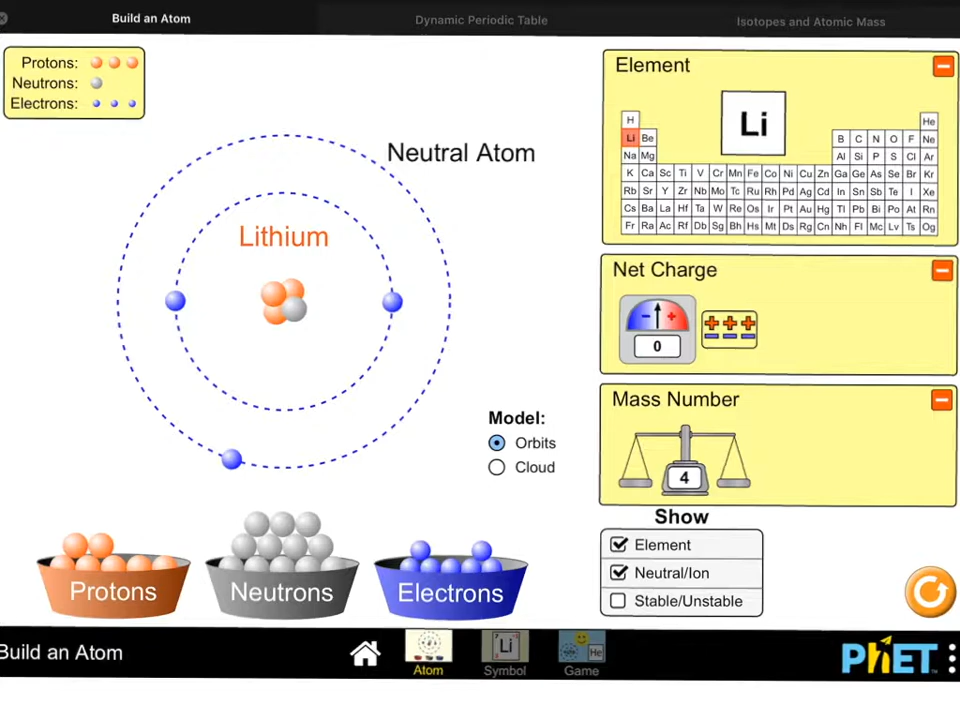 Build an Atom
Dynamic Periodic Table
Isotopes and Atomic Mass
Protons:
Neutrons:
Electrons:
Neutral Atom
Lithium
Model:
Orbits
Cloud
Protons
Neutrons
Electrons
Element
Li
H He
Li Be B C N O F Ne
Na Mg Al Si P S Cl Ar
K Ca Sc Ti V Cr Mn Fe Co Ni Cu Zn Ga Ge As Se Br Kr
Rb Sr Y Zr Nb Mo Tc Ru Rh Pd Ag Cd In Sn Sb Te I Xe
Cs Ba La Hf Ta W Re Os Ir Pt Au Hg Tl Pb Bi Po At Rn
Fr Ra Ac Rf Db Sg Bh Hs Mt Ds Rg Cn Nh Fl Mc Lv Ts Og
Net Charge
- +
0
Mass Number
4
Show
Element
Neutral/Ion
Stable/Unstable
Build an Atom
Atom
Li
Symbol
He
Game
PhET